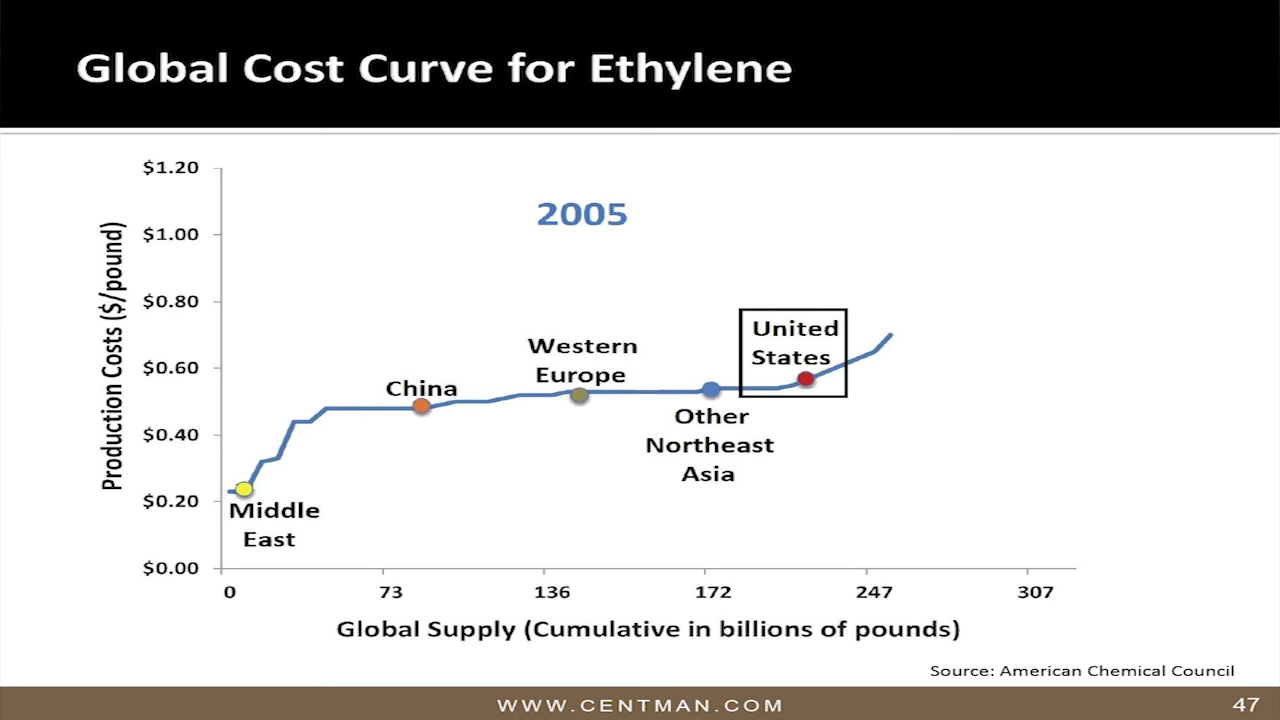 Global Cost Curve for Ethylene
2005
Production Costs ($/pound)
$1.20
$1.00
$0.80
$0.60
$0.40
$0.20
$0.00
Middle
East
China
Western
Europe
Other
Northeast
Asia
United
States
0 73 136 172 247 307
Global Supply (Cumulative in billions of pounds)
Source: American Chemical Council
WWW.CENTMAN.COM
47